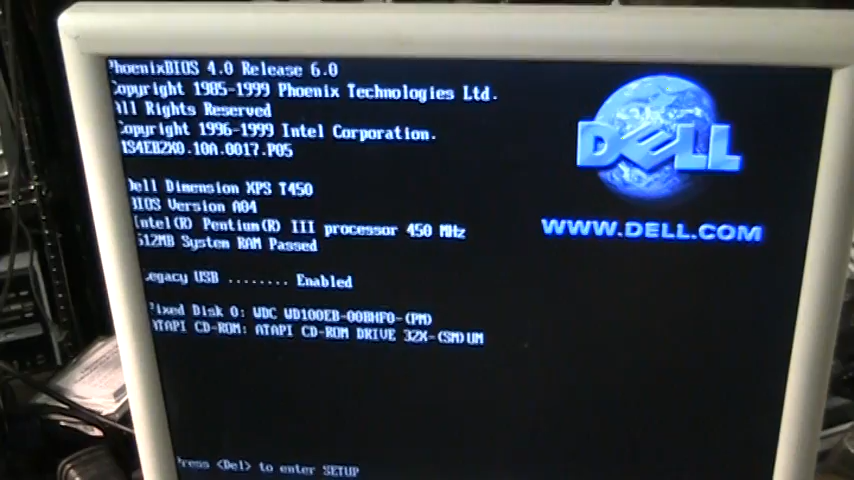 PhoenixBIOS 4.0 Release 6.0
Copyright 1985-1999 Phoenix Technologies Ltd.
All Rights Reserved
Copyright 1996-1999 Intel Corporation.
4S4EB2X0.10A.0017.P05
DELL
WWW.DELL.COM
Dell Dimension XPS T450
BIOS Version A04
Intel(R) Pentium(R) III processor 450 MHz
512MB System RAM Passed
Legacy USB ........ Enabled
Fixed Disk 0: WDC WD100EB-00BHF0-(PM)
ATAPI CD-ROM: ATAPI CD-ROM DRIVE 32X-(SM)UM
Press <Del> to enter SETUP